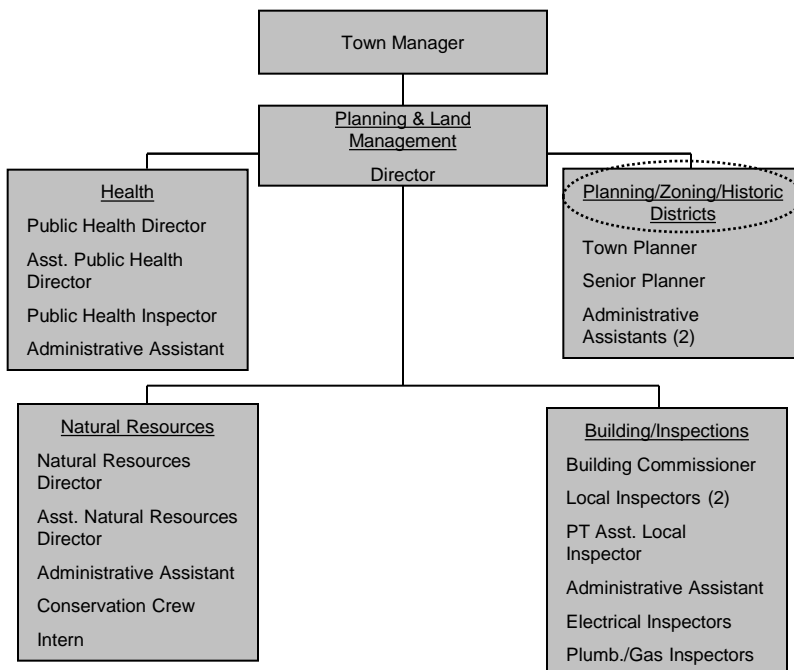 Town Manager
Planning & Land
Management
Director
Health
Public Health Director
Asst. Public Health
Director
Public Health Inspector
Administrative Assistant
Planning/Zoning/Historic
Districts
Town Planner
Senior Planner
Administrative
Assistants (2)
Natural Resources
Natural Resources
Director
Asst. Natural Resources
Director
Administrative Assistant
Conservation Crew
Intern
Building/Inspections
Building Commissioner
Local Inspectors (2)
PT Asst. Local
Inspector
Administrative Assistant
Electrical Inspectors
Plumb./Gas Inspectors